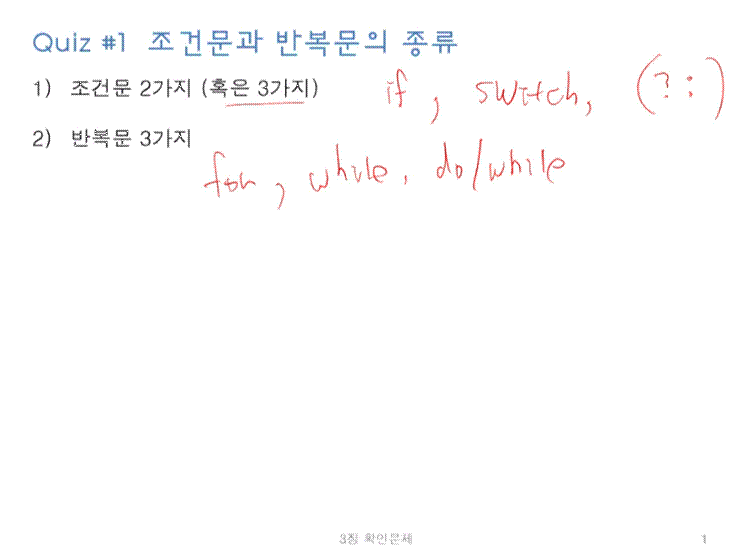 Quiz #1 조건문과 반복문의 종류
1) 조건문 2가지 (혹은 3가지) if, switch, (? : )
2) 반복문 3가지
for, while, do/while
3장 확인문제 1